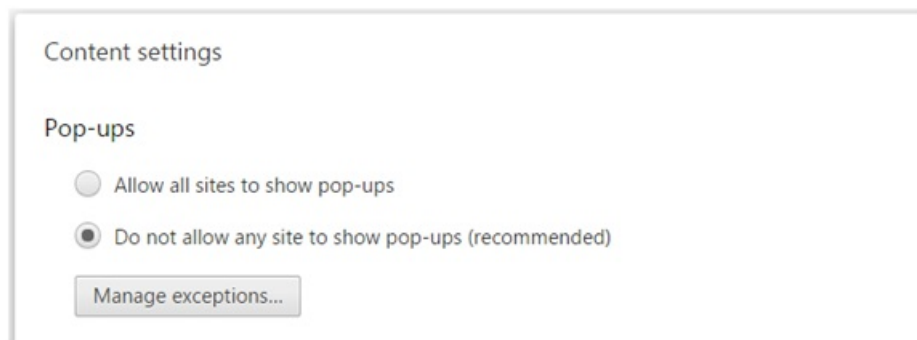 Content settings
Pop-ups
Allow all sites to show pop-ups
Do not allow any site to show pop-ups (recommended)
Manage exceptions...